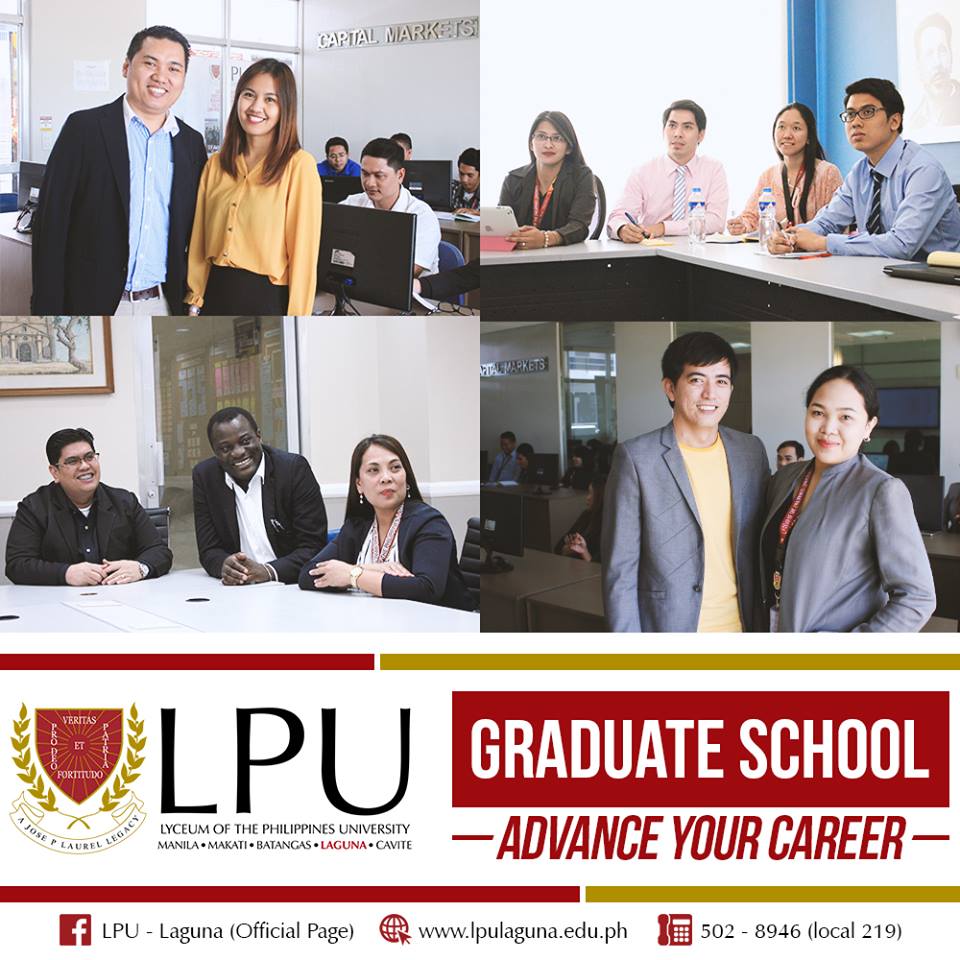 CAPITAL MARKETS
CAPITAL MARKETS
VERITAS
ET
FORTITUDO
PRO DEO
PATRIA
A JOSE P LAUREL LEGACY
LPU
LYCEUM OF THE PHILIPPINES UNIVERSITY
MANILA • MAKATI • BATANGAS • LAGUNA • CAVITE
GRADUATE SCHOOL
— ADVANCE YOUR CAREER —
LPU - Laguna (Official Page)
www.lpulaguna.edu.ph
502 - 8946 (local 219)